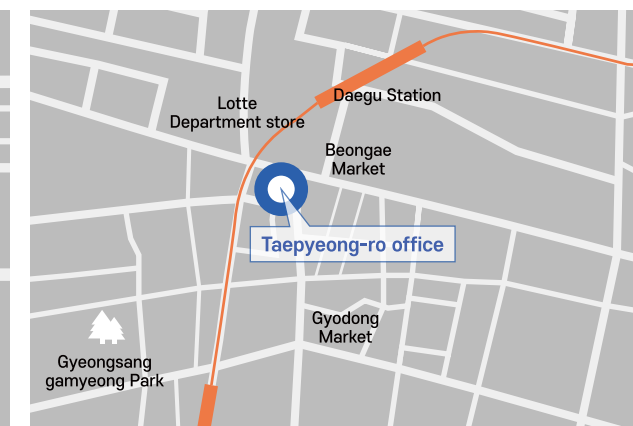 Lotte
Department store
Daegu Station
Beongae
Market
Taepyeong-ro office
Gyodong
Market
Gyeongsang
gamyeong Park